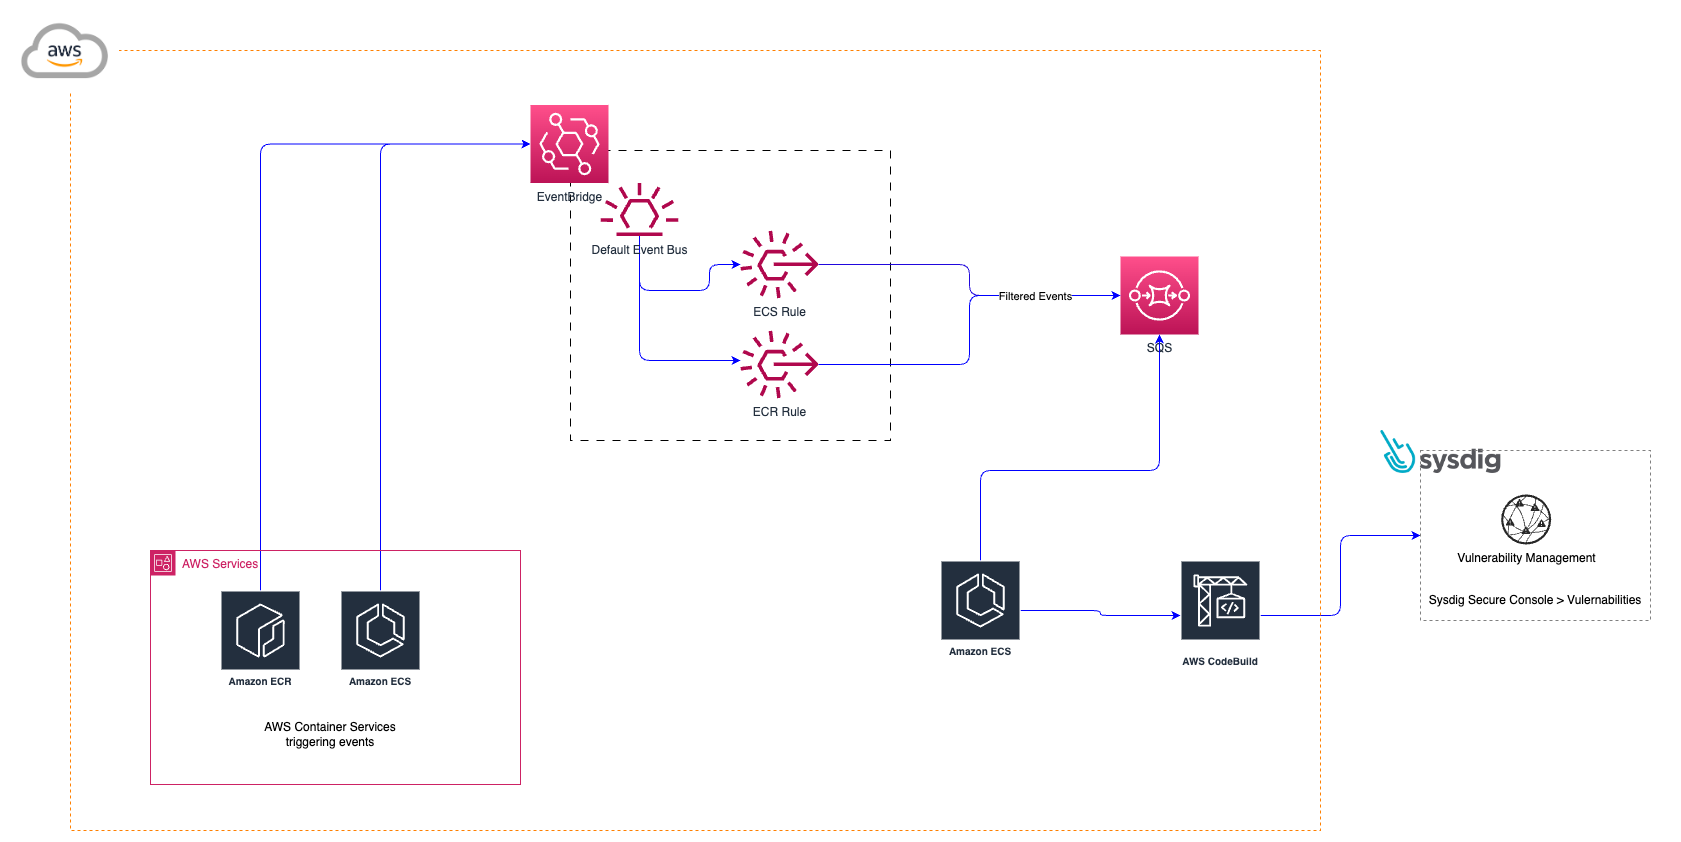 aws
EventBridge
Default Event Bus
ECS Rule
Filtered Events
SQS
ECR Rule
sysdig
Vulnerability Management
Sysdig Secure Console > Vulernabilities
AWS Services
Amazon ECR
Amazon ECS
AWS Container Services
triggering events
Amazon ECS
</>
AWS CodeBuild